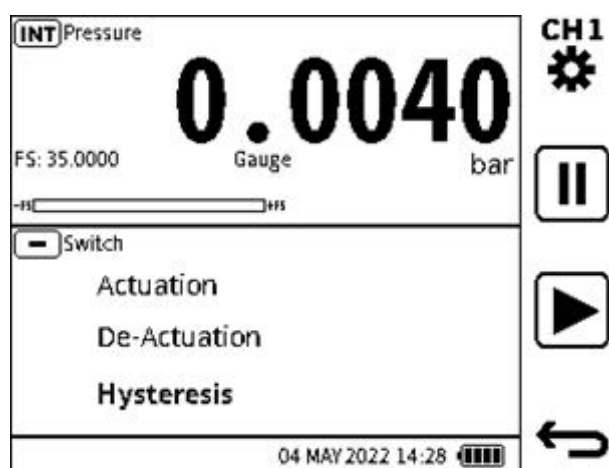 INT Pressure
CH1
0.0040
FS: 35.0000 Gauge bar
-FS +FS
Switch
Actuation
De-Actuation
Hysteresis
04 MAY 2022 14:28